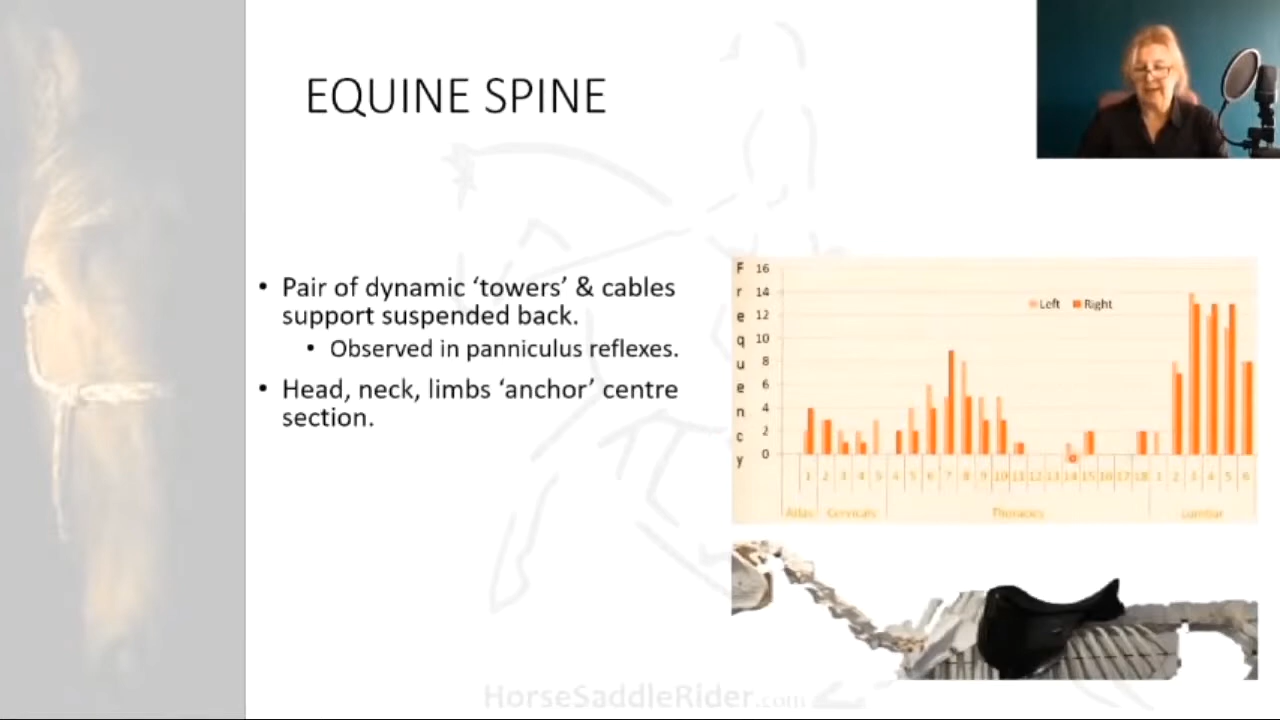 EQUINE SPINE
• Pair of dynamic ‘towers’ & cables
support suspended back.
• Observed in panniculus reflexes.
• Head, neck, limbs ‘anchor’ centre
section.
Frequency
16
14
12
10
8
6
4
2
0
Left Right
1 2 3 4 5 4 5 6 7 8 9 10 11 12 13 14 15 16 17 18 1 2 3 4 5 6
Atlas Cervicals Thoracics Lumbar
HorseSaddleRider.com